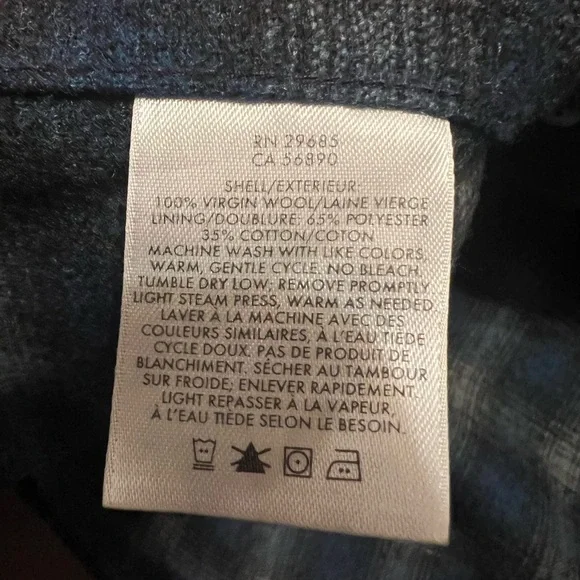 RN 29685
CA 56890
SHELL/EXTERIEUR:
100% VIRGIN WOOL/LAINE VIERGE
LINING/DOUBLURE: 65% POLYESTER
35% COTTON/COTON
MACHINE WASH WITH LIKE COLORS,
WARM, GENTLE CYCLE. NO BLEACH.
TUMBLE DRY LOW; REMOVE PROMPTLY
LIGHT STEAM PRESS, WARM AS NEEDED
LAVER À LA MACHINE AVEC DES
COULEURS SIMILAIRES, À L'EAU TIÈDE
CYCLE DOUX. PAS DE PRODUIT DE
BLANCHIMENT. SÉCHER AU TAMBOUR
SUR FROIDE; ENLEVER RAPIDEMENT.
LIGHT REPASSER À LA VAPEUR,
À L'EAU TIÈDE SELON LE BESOIN.